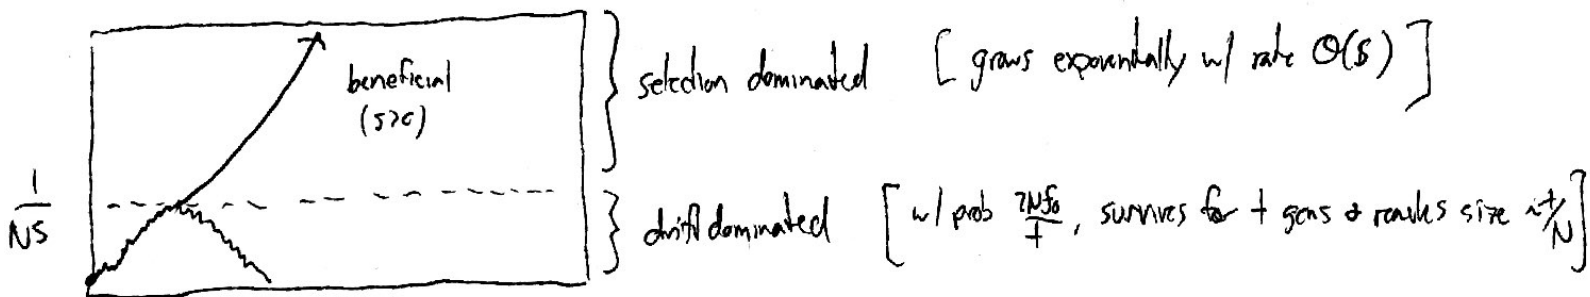 beneficial
(s>0)
} selection dominated [grows exponentially w/ rate O(s)]
1/NS
} drift dominated [w/ prob 2Nf₀/t, survives for t gens & reaches size ~t/N]